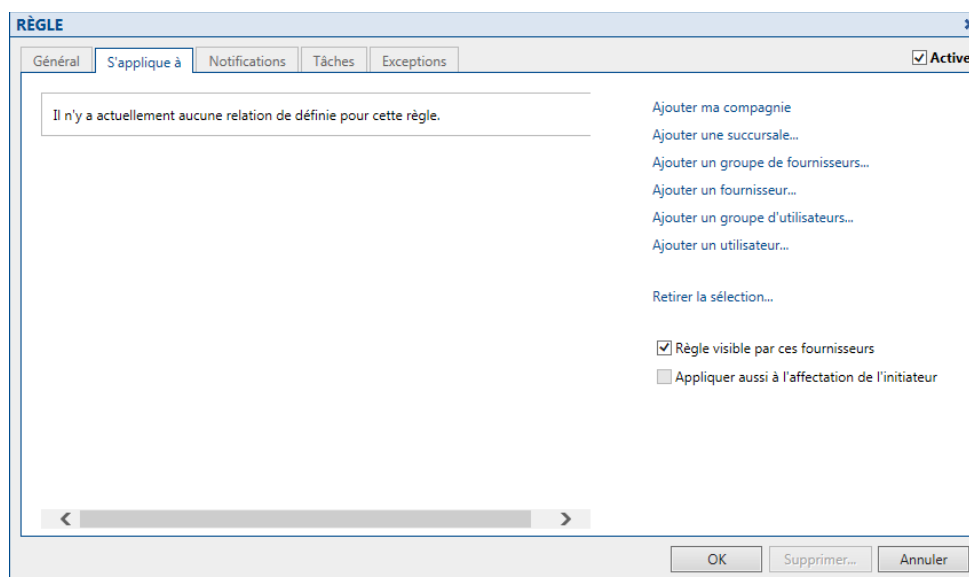 RÈGLE
Général S'applique à Notifications Tâches Exceptions Active
Il n'y a actuellement aucune relation de définie pour cette règle.
Ajouter ma compagnie
Ajouter une succursale...
Ajouter un groupe de fournisseurs...
Ajouter un fournisseur...
Ajouter un groupe d'utilisateurs...
Ajouter un utilisateur...
Retirer la sélection...
Règle visible par ces fournisseurs
Appliquer aussi à l'affectation de l'initiateur
OK Supprimer... Annuler